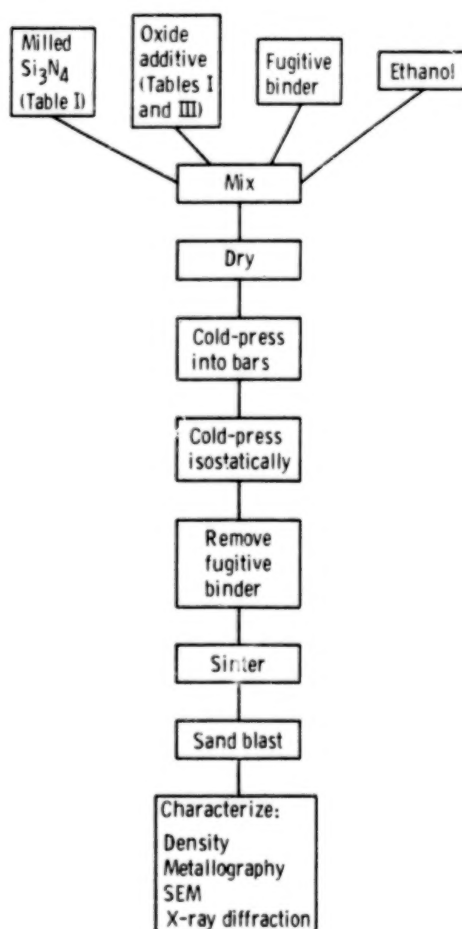 Milled
Si₃N₄
(Table I)
Oxide
additive
(Tables I
and III)
Fugitive
binder
Ethanol
Mix
Dry
Cold-press
into bars
Cold-press
isostatically
Remove
fugitive
binder
Sinter
Sand blast
Characterize:
Density
Metallography
SEM
X-ray diffraction